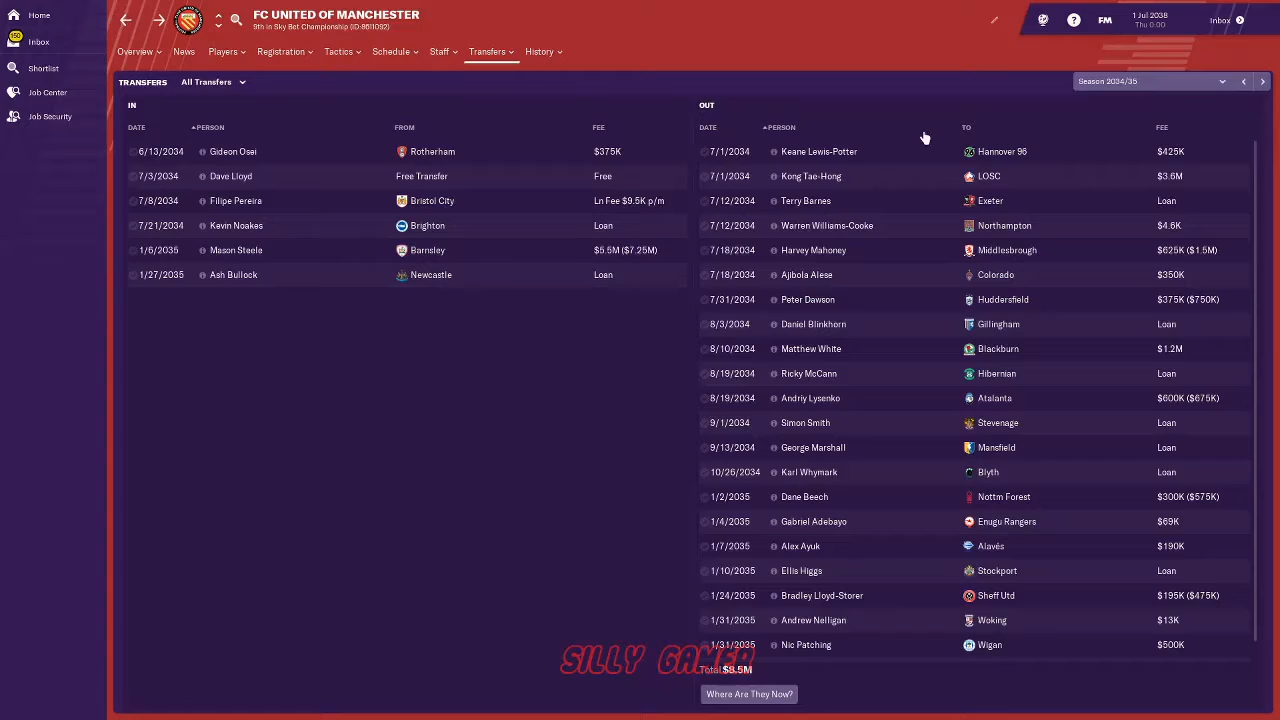 Home
150
Inbox
Shortlist
Job Center
Job Security
FC UNITED OF MANCHESTER
9th in Sky Bet Championship (ID:8611092)
FM
1 Jul 2038
Thu 0:00
Inbox
Overview News Players Registration Tactics Schedule Staff Transfers History
TRANSFERS All Transfers Season 2034/35
IN
DATE PERSON FROM FEE
6/13/2034 Gideon Osei Rotherham $375K
7/3/2034 Dave Lloyd Free Transfer Free
7/8/2034 Filipe Pereira Bristol City Ln Fee $9.5K p/m
7/21/2034 Kevin Noakes Brighton Loan
1/6/2035 Mason Steele Barnsley $5.5M ($7.25M)
1/27/2035 Ash Bullock Newcastle Loan
OUT
DATE PERSON TO FEE
7/1/2034 Keane Lewis-Potter Hannover 96 $425K
7/1/2034 Kong Tae-Hong LOSC $3.6M
7/12/2034 Terry Barnes Exeter Loan
7/12/2034 Warren Williams-Cooke Northampton $4.6K
7/18/2034 Harvey Mahoney Middlesbrough $625K ($1.5M)
7/18/2034 Ajibola Alese Colorado $350K
7/31/2034 Peter Dawson Huddersfield $375K ($750K)
8/3/2034 Daniel Blinkhorn Gillingham Loan
8/10/2034 Matthew White Blackburn $1.2M
8/19/2034 Ricky McCann Hibernian Loan
8/19/2034 Andriy Lysenko Atalanta $600K ($675K)
9/1/2034 Simon Smith Stevenage Loan
9/13/2034 George Marshall Mansfield Loan
10/26/2034 Karl Whymark Blyth Loan
1/2/2035 Dane Beech Nottm Forest $300K ($575K)
1/4/2035 Gabriel Adebayo Enugu Rangers $69K
1/7/2035 Alex Ayuk Alavés $190K
1/10/2035 Ellis Higgs Stockport Loan
1/24/2035 Bradley Lloyd-Storer Sheff Utd $195K ($475K)
1/31/2035 Andrew Nelligan Woking $13K
1/31/2035 Nic Patching Wigan $500K
SILLY GAMER
Total $8.5M
Where Are They Now?